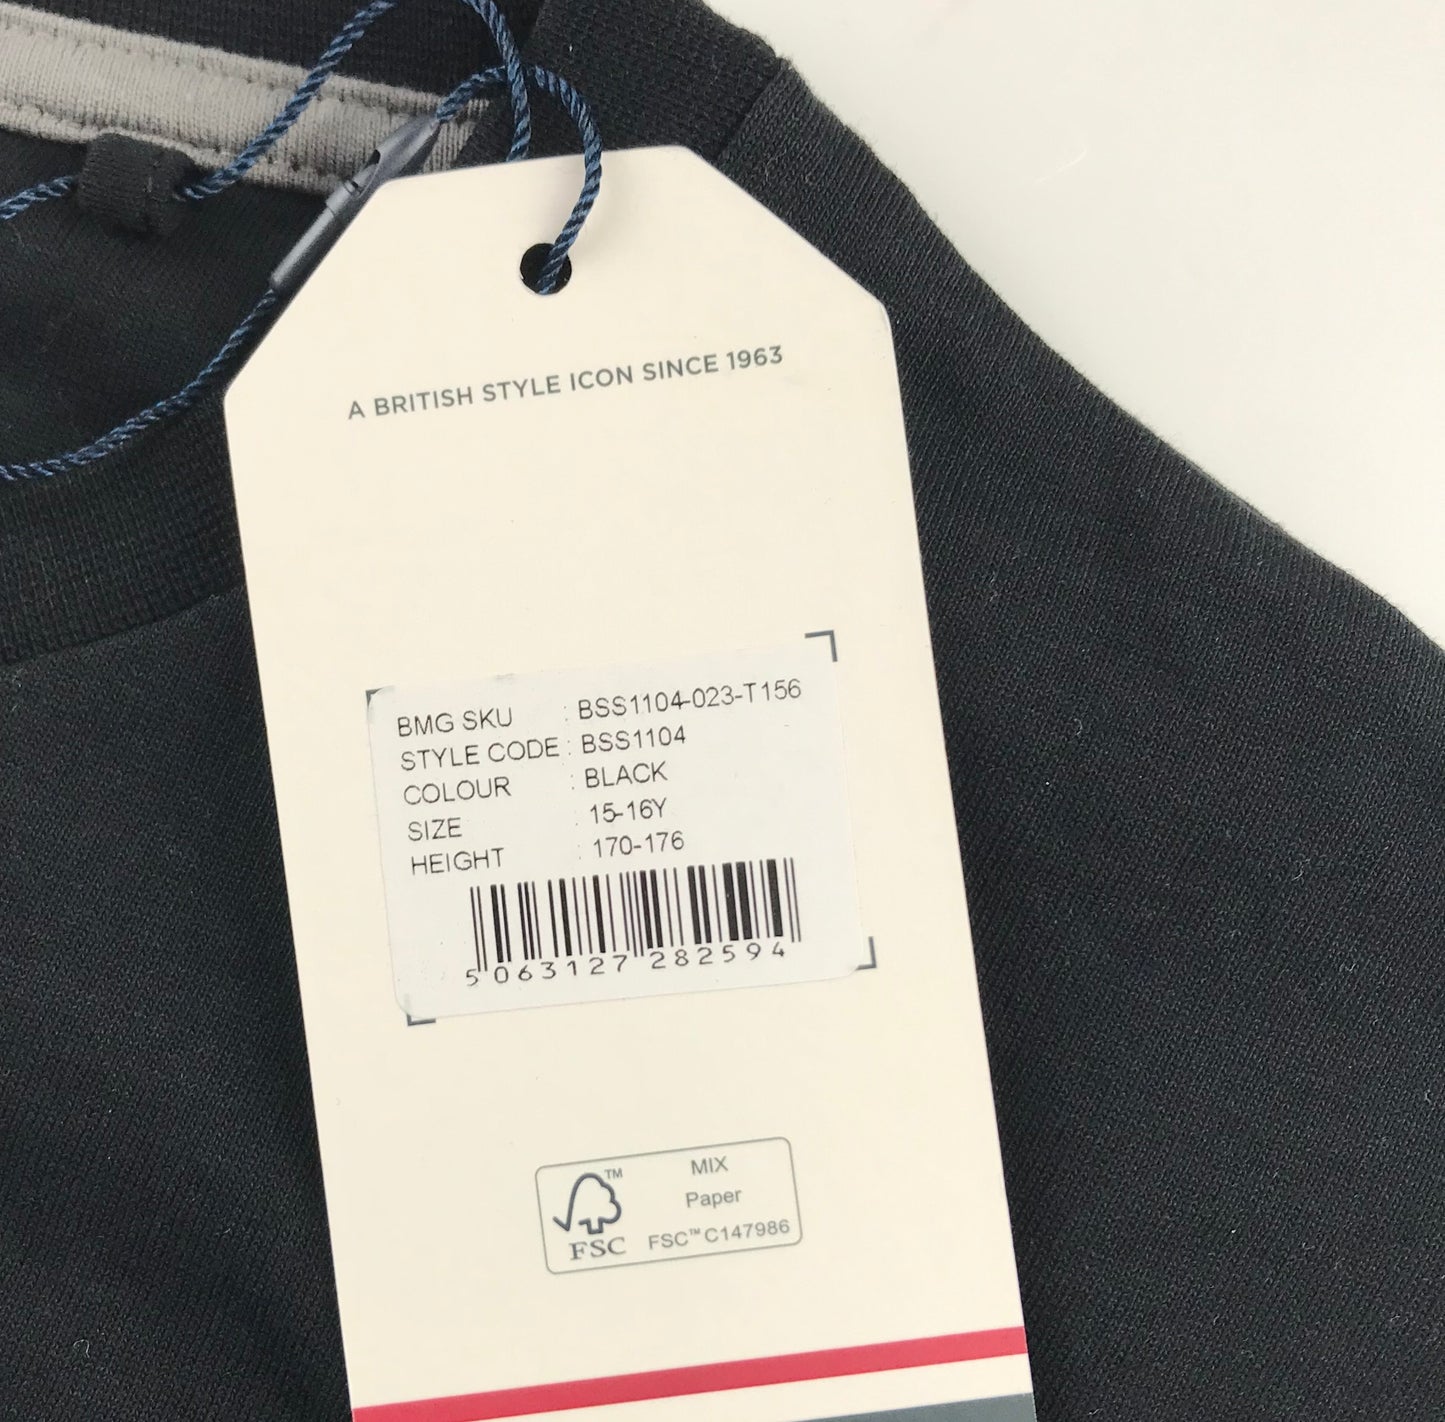 A BRITISH STYLE ICON SINCE 1963
BMG SKU : BSS1104-023-T156
STYLE CODE : BSS1104
COLOUR : BLACK
SIZE : 15-16Y
HEIGHT : 170-176
5 063127 282594
MIX
Paper
FSC™ C147986
TM
FSC